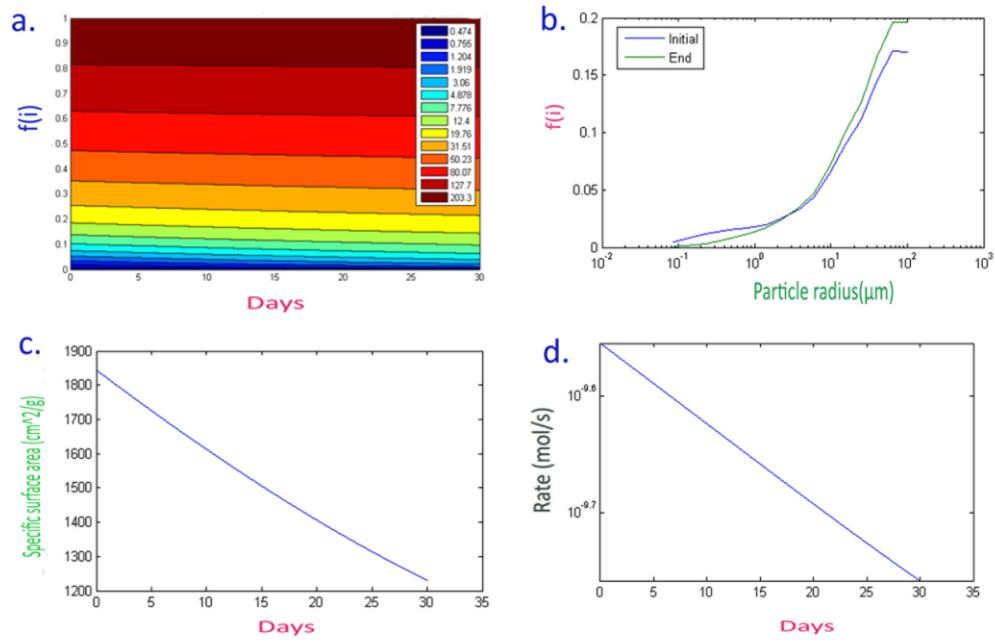 a.
1
0.9
0.8
0.7
0.6
0.5
0.4
0.3
0.2
0.1
0
f(i)
0 5 10 15 20 25 30
Days
0.474
0.755
1.204
1.919
3.06
4.878
7.776
12.4
19.76
31.51
50.23
80.07
127.7
203.3
b.
0.2
0.15
0.1
0.05
0
f(i)
Initial
End
10^-2 10^-1 10^0 10^1 10^2 10^3
Particle radius(μm)
c.
1900
1800
1700
1600
1500
1400
1300
1200
Specific surface area (cm^2/g)
0 5 10 15 20 25 30 35
Days
d.
10^-9.6
10^-9.7
Rate (mol/s)
0 5 10 15 20 25 30 35
Days